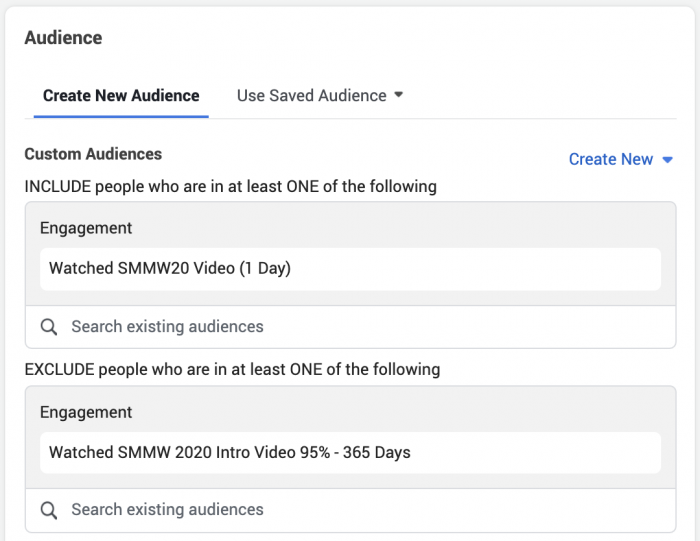 Audience
Create New Audience
Use Saved Audience
Custom Audiences
Create New
INCLUDE people who are in at least ONE of the following
Engagement
Watched SMMW20 Video (1 Day)
Search existing audiences
EXCLUDE people who are in at least ONE of the following
Engagement
Watched SMMW 2020 Intro Video 95% - 365 Days
Search existing audiences